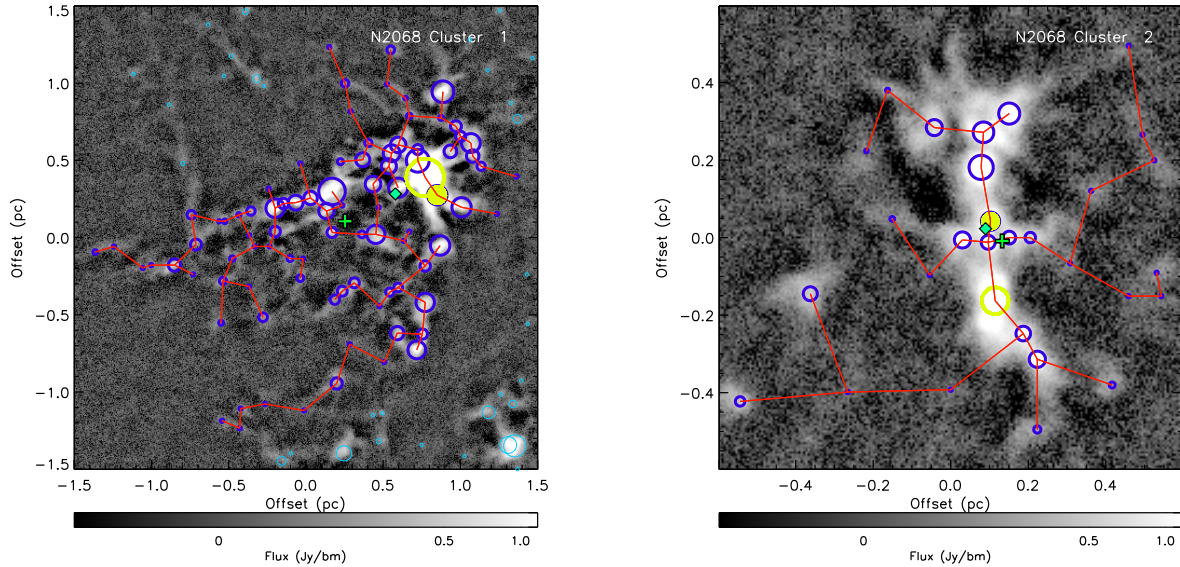 N2068 Cluster 1
1.5
1.0
0.5
0.0
−0.5
−1.0
−1.5
Offset (pc)
−1.5 −1.0 −0.5 0.0 0.5 1.0 1.5
Offset (pc)
0 0.5 1.0
Flux (Jy/bm)
N2068 Cluster 2
0.4
0.2
0.0
−0.2
−0.4
Offset (pc)
−0.4 −0.2 0.0 0.2 0.4
Offset (pc)
0 0.5 1.0
Flux (Jy/bm)